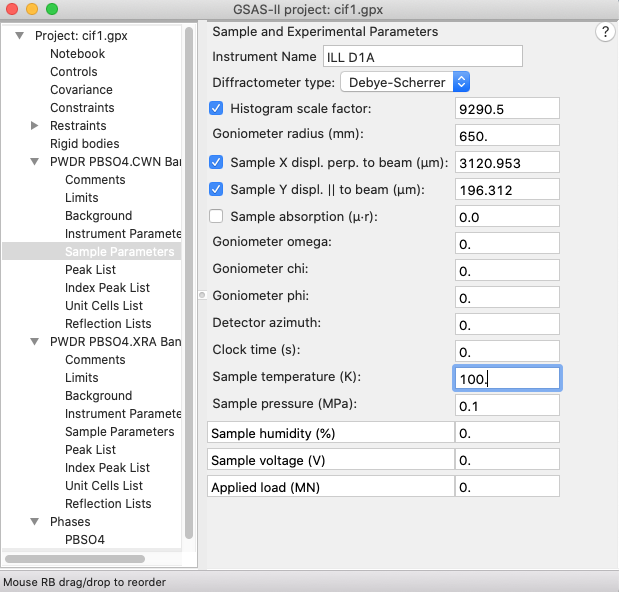 GSAS-II project: cif1.gpx
Project: cif1.gpx
Notebook
Controls
Covariance
Constraints
Restraints
Rigid bodies
PWDR PBSO4.CWN Ban
Comments
Limits
Background
Instrument Paramete
Sample Parameters
Peak List
Index Peak List
Unit Cells List
Reflection Lists
PWDR PBSO4.XRA Ban
Comments
Limits
Background
Instrument Paramete
Sample Parameters
Peak List
Index Peak List
Unit Cells List
Reflection Lists
Phases
PBSO4
Sample and Experimental Parameters
?
Instrument Name ILL D1A
Diffractometer type: Debye-Scherrer
Histogram scale factor: 9290.5
Goniometer radius (mm): 650.
Sample X displ. perp. to beam (μm): 3120.953
Sample Y displ. || to beam (μm): 196.312
Sample absorption (μ·r): 0.0
Goniometer omega: 0.
Goniometer chi: 0.
Goniometer phi: 0.
Detector azimuth: 0.
Clock time (s): 0.
Sample temperature (K): 100.
Sample pressure (MPa): 0.1
Sample humidity (%) 0.
Sample voltage (V) 0.
Applied load (MN) 0.
Mouse RB drag/drop to reorder